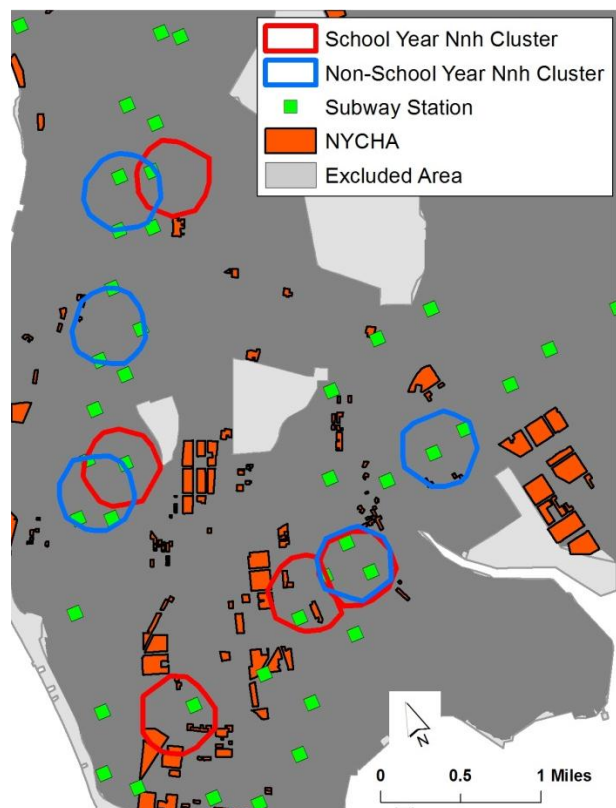 School Year Nnh Cluster
Non-School Year Nnh Cluster
Subway Station
NYCHA
Excluded Area
N
0 0.5 1 Miles